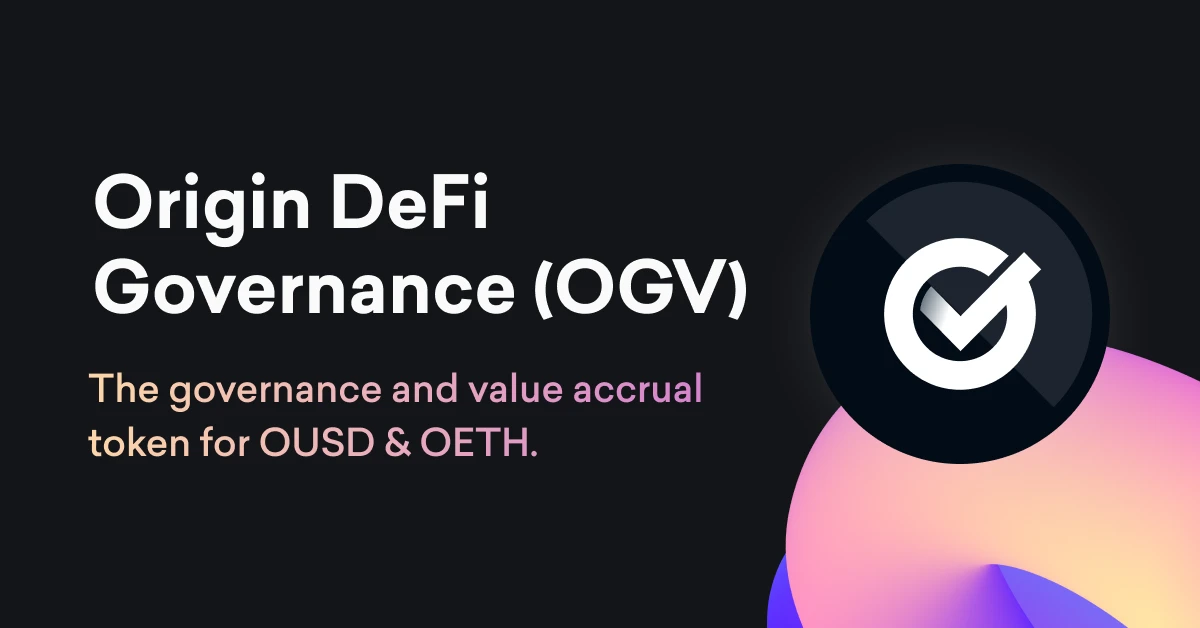 Origin DeFi
Governance (OGV)
The governance and value accrual
token for OUSD & OETH.